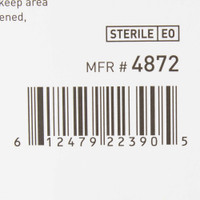 keep area
ened,
STERILE EO
MFR # 4872
6 12479 22390 5